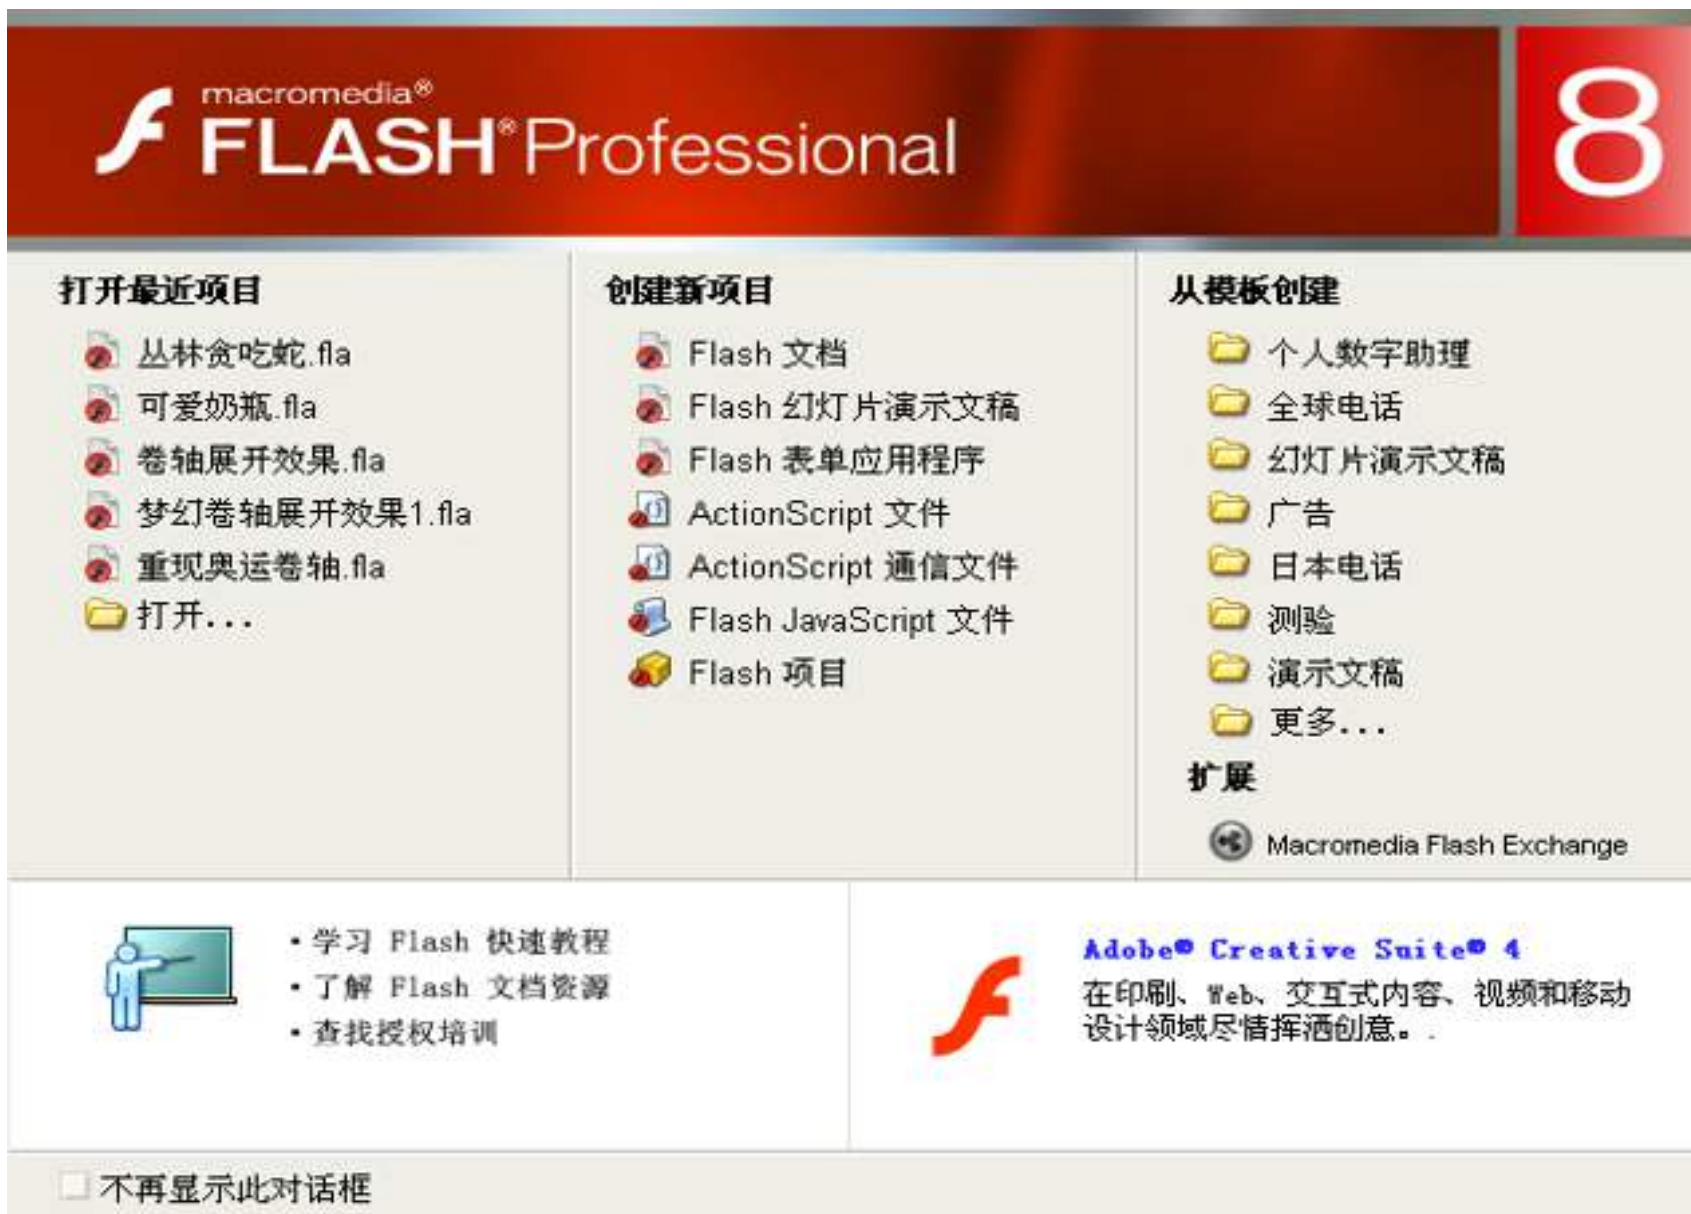 macromedia®
FLASH® Professional
8
打开最近项目
丛林贪吃蛇.fla
可爱奶瓶.fla
卷轴展开效果.fla
梦幻卷轴展开效果1.fla
重现奥运卷轴.fla
打开...
创建新项目
Flash 文档
Flash 幻灯片演示文稿
Flash 表单应用程序
ActionScript 文件
ActionScript 通信文件
Flash JavaScript 文件
Flash 项目
从模板创建
个人数字助理
全球电话
幻灯片演示文稿
广告
日本电话
测验
演示文稿
更多...
扩展
Macromedia Flash Exchange
·学习 Flash 快速教程
·了解 Flash 文档资源
·查找授权培训
Adobe® Creative Suite® 4
在印刷、Web、交互式内容、视频和移动
设计领域尽情挥洒创意。.
不再显示此对话框